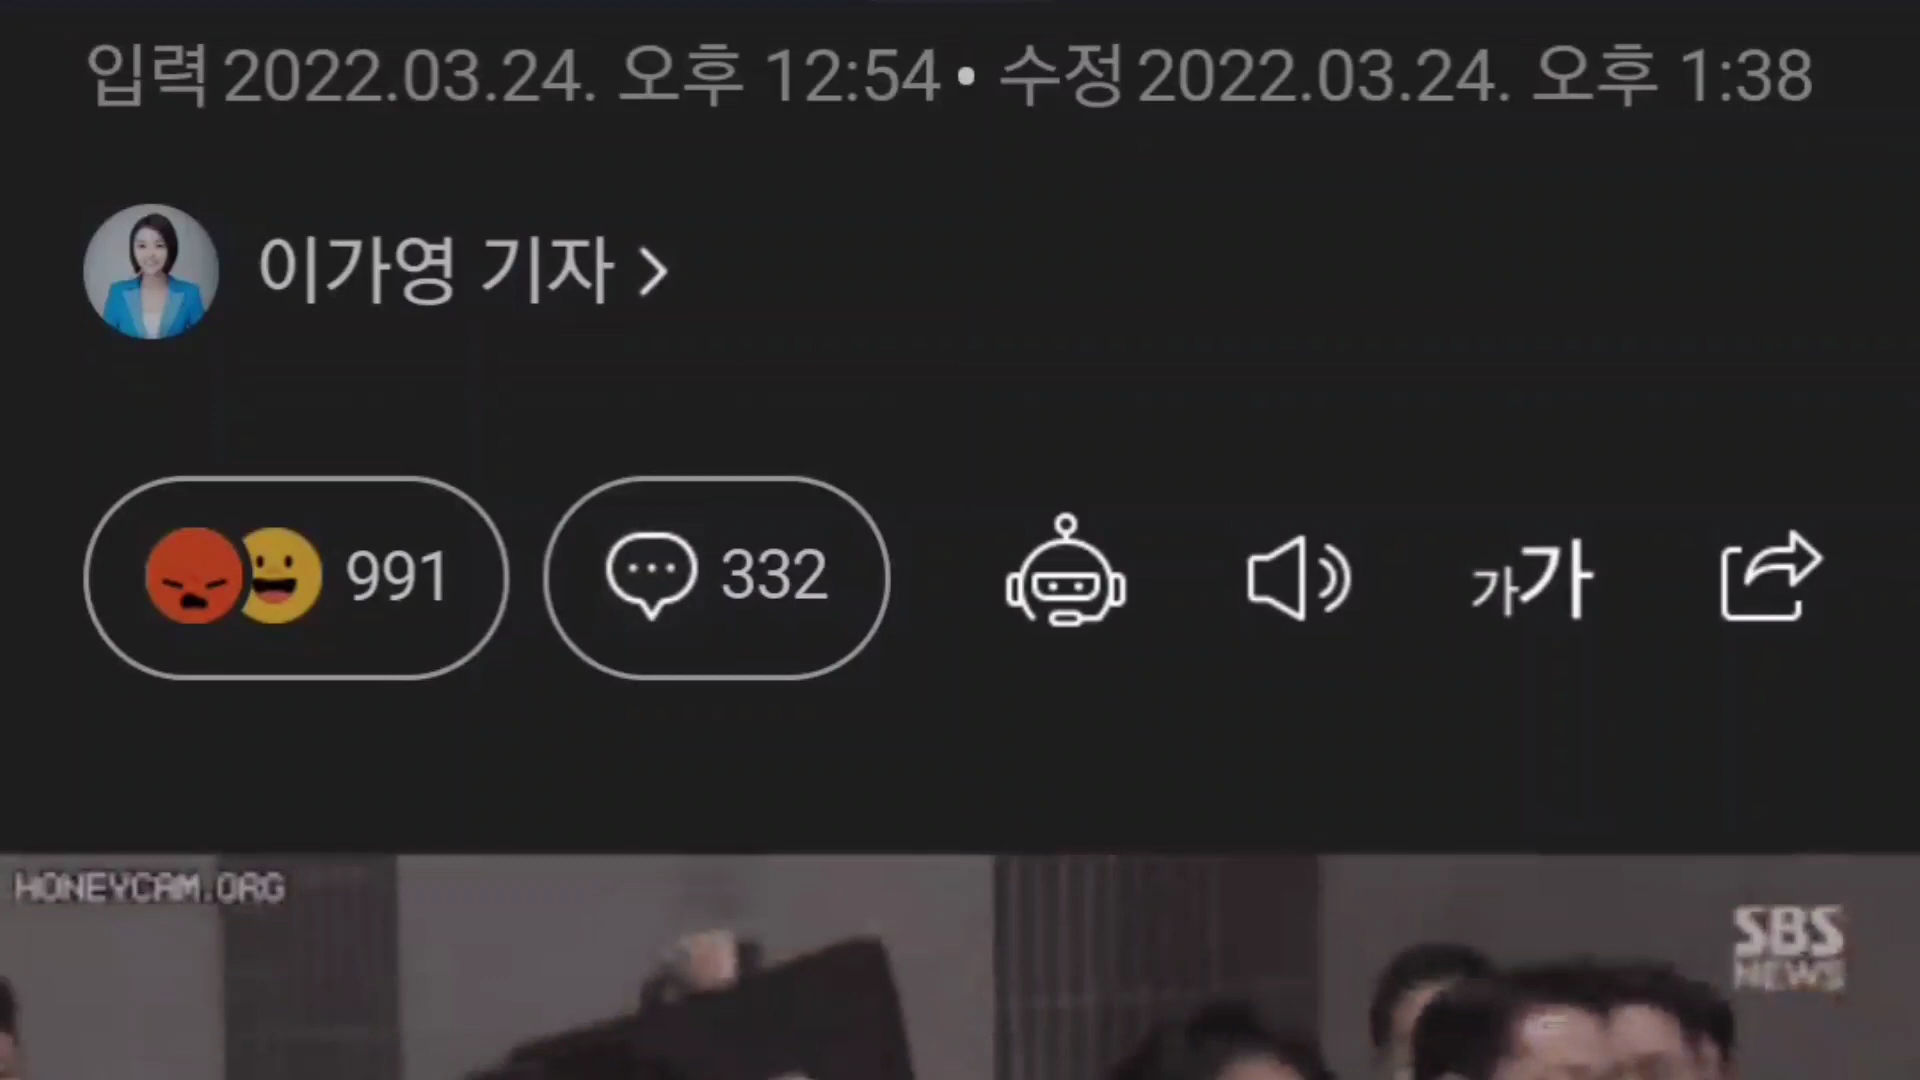 입력 2022.03.24. 오후 12:54 • 수정 2022.03.24. 오후 1:38
이가영 기자 >
991 332 가가
HONEYCAM.ORG
SBS
NEWS